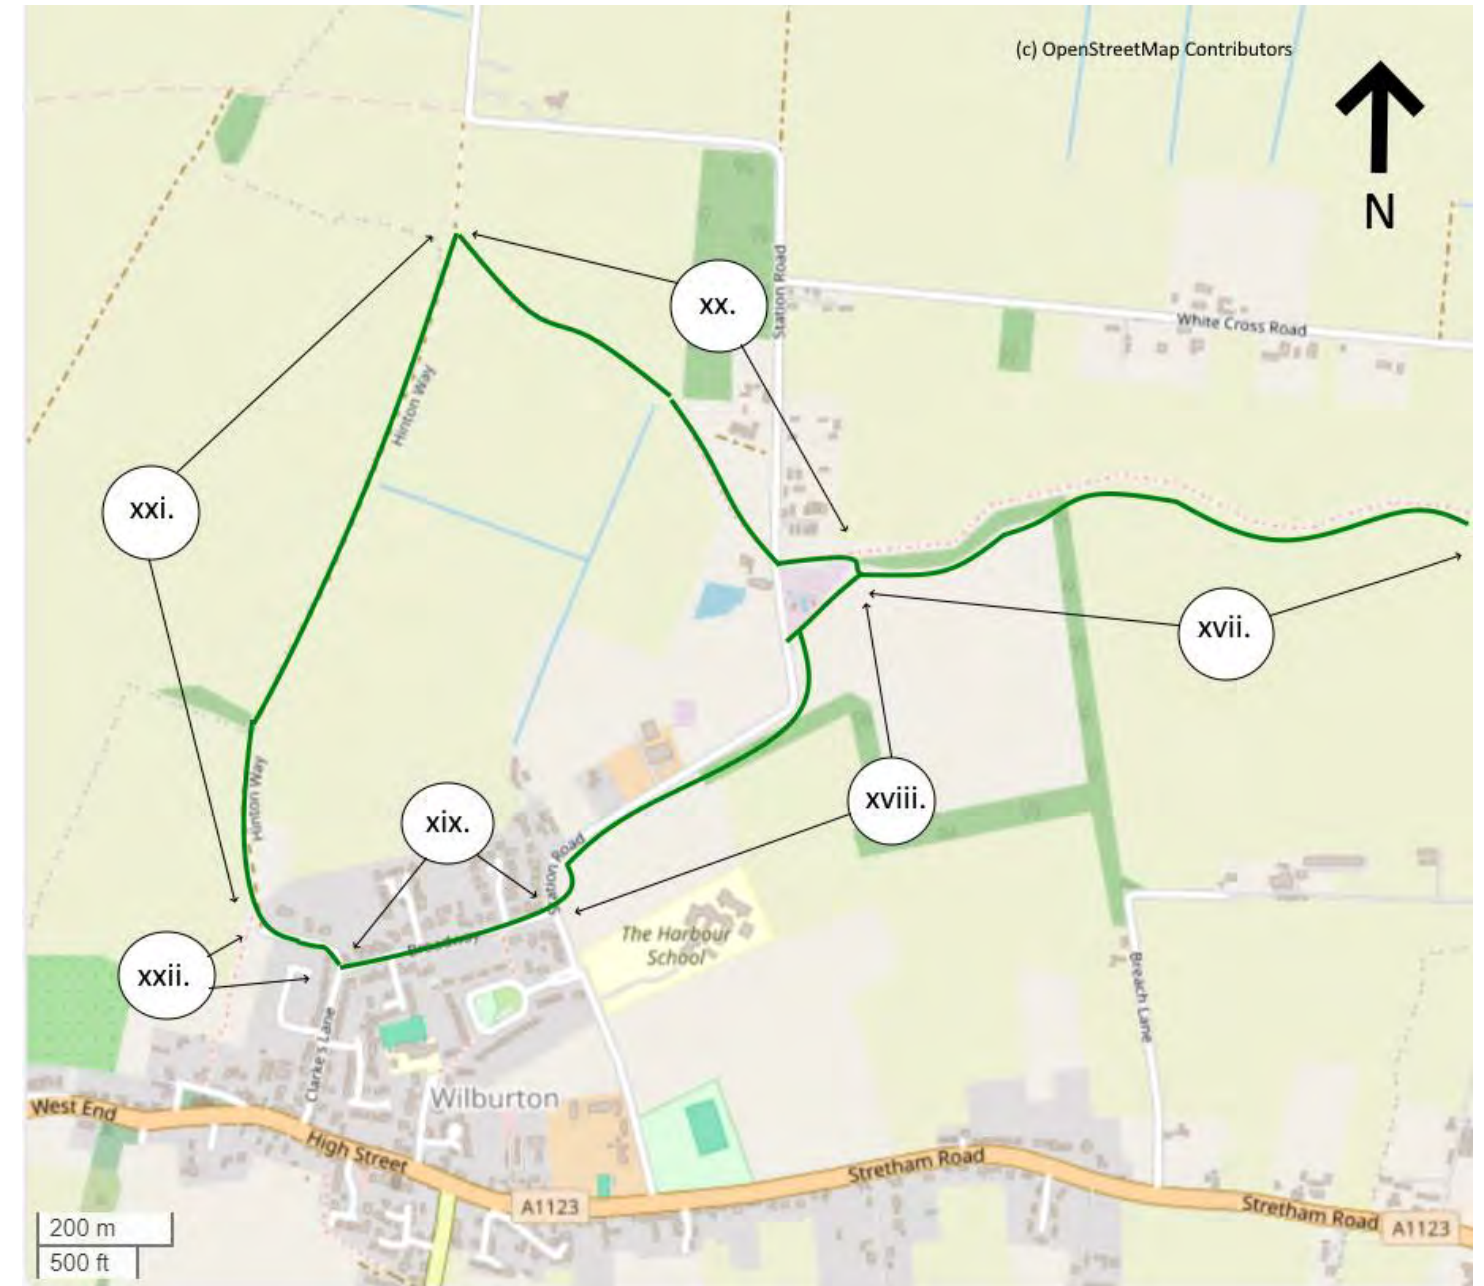 (c) OpenStreetMap Contributors
N
Station Road
xx.
White Cross Road
Hinton Way
xxi.
xvii.
Hinton Way
xviii.
xix.
Station Road
The Harbour
School
Broadway
xxii.
Breach Lane
Clarke's Lane
Wilburton
West End
High Street
Stretham Road
A1123
Stretham Road
A1123
200 m
500 ft